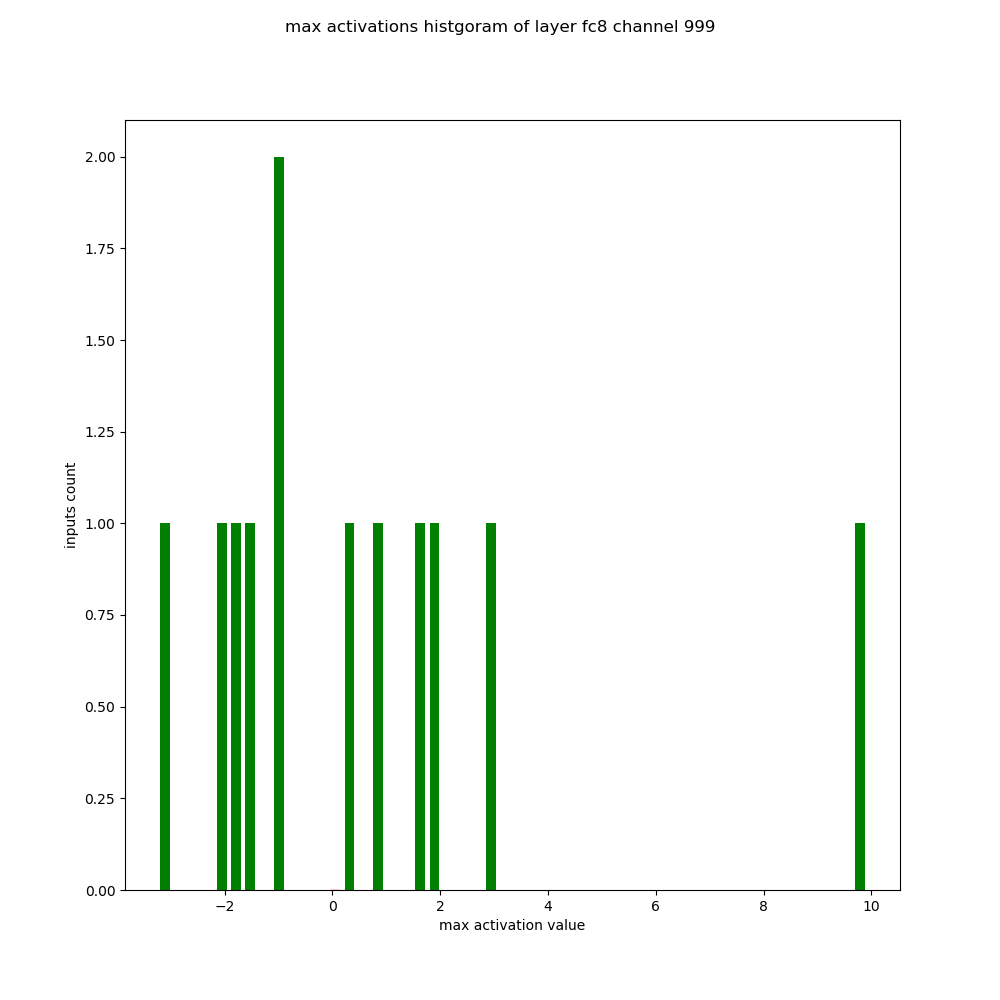 max activations histgoram of layer fc8 channel 999
2.00
1.75
1.50
1.25
1.00
0.75
0.50
0.25
0.00
inputs count
−2 0 2 4 6 8 10
max activation value